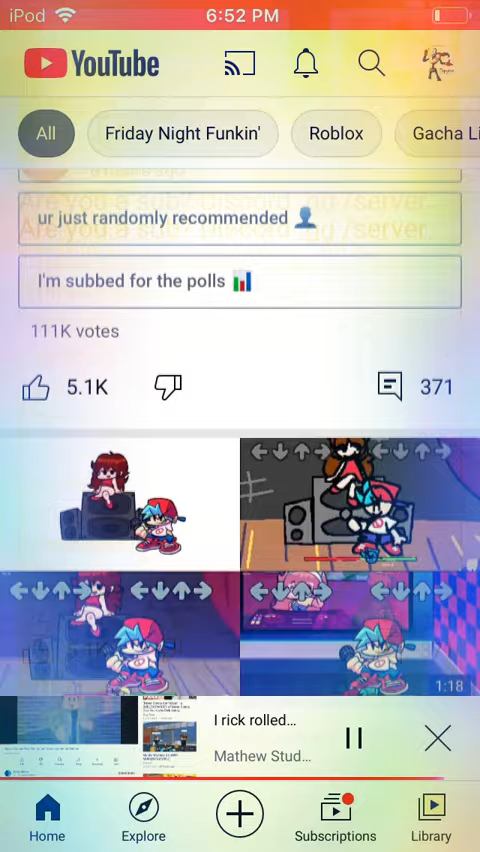 iPod
6:52 PM
YouTube
All
Friday Night Funkin'
Roblox
Gacha Li
Are you a sub? Discord .gg /server
ur just randomly recommended 👤
I'm subbed for the polls 📊
111K votes
5.1K
371
1:18
I rick rolled…
Mathew Stud…
Home
Explore
Subscriptions
Library